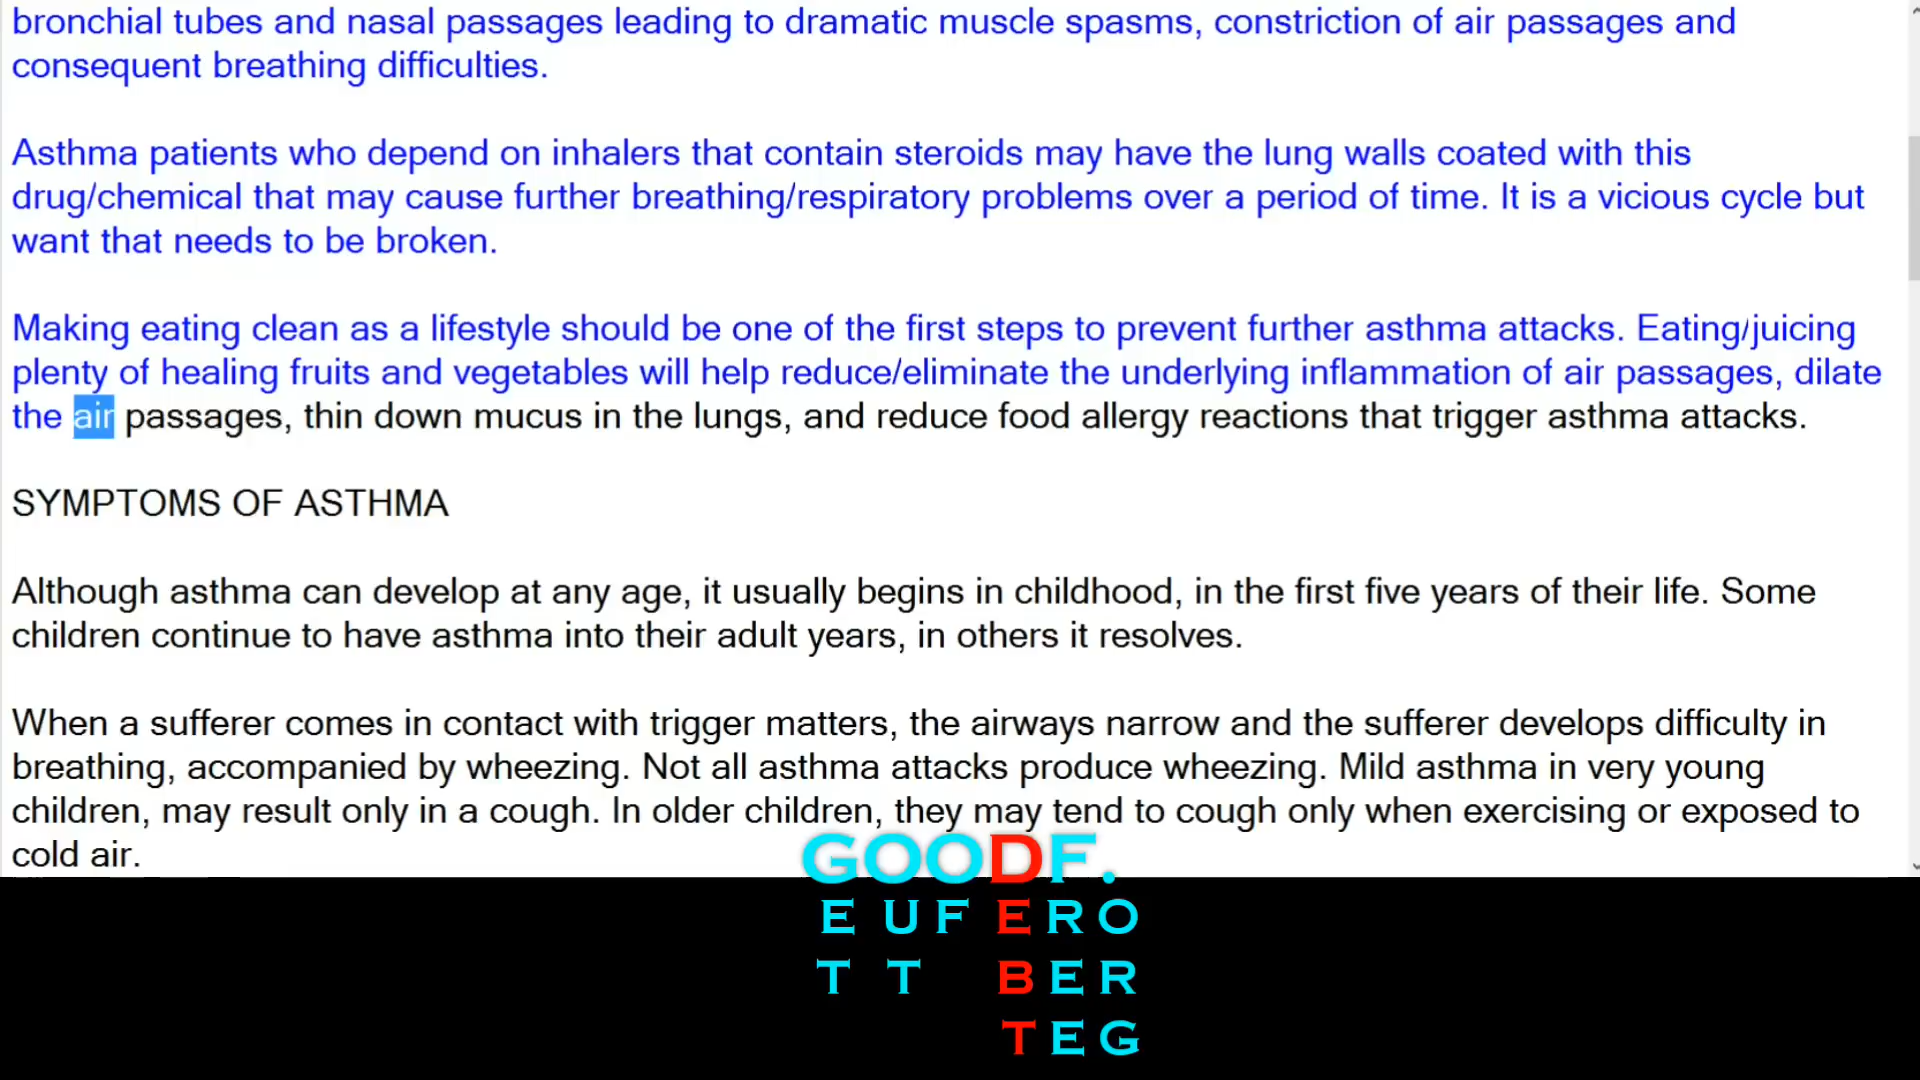 bronchial tubes and nasal passages leading to dramatic muscle spasms, constriction of air passages and
consequent breathing difficulties.
Asthma patients who depend on inhalers that contain steroids may have the lung walls coated with this
drug/chemical that may cause further breathing/respiratory problems over a period of time. It is a vicious cycle but
want that needs to be broken.
Making eating clean as a lifestyle should be one of the first steps to prevent further asthma attacks. Eating/juicing
plenty of healing fruits and vegetables will help reduce/eliminate the underlying inflammation of air passages, dilate
the air passages, thin down mucus in the lungs, and reduce food allergy reactions that trigger asthma attacks.
SYMPTOMS OF ASTHMA
Although asthma can develop at any age, it usually begins in childhood, in the first five years of their life. Some
children continue to have asthma into their adult years, in others it resolves.
When a sufferer comes in contact with trigger matters, the airways narrow and the sufferer develops difficulty in
breathing, accompanied by wheezing. Not all asthma attacks produce wheezing. Mild asthma in very young
children, may result only in a cough. In older children, they may tend to cough only when exercising or exposed to
cold air.
GOODF.
E U F E R O
T T B E R
T E G